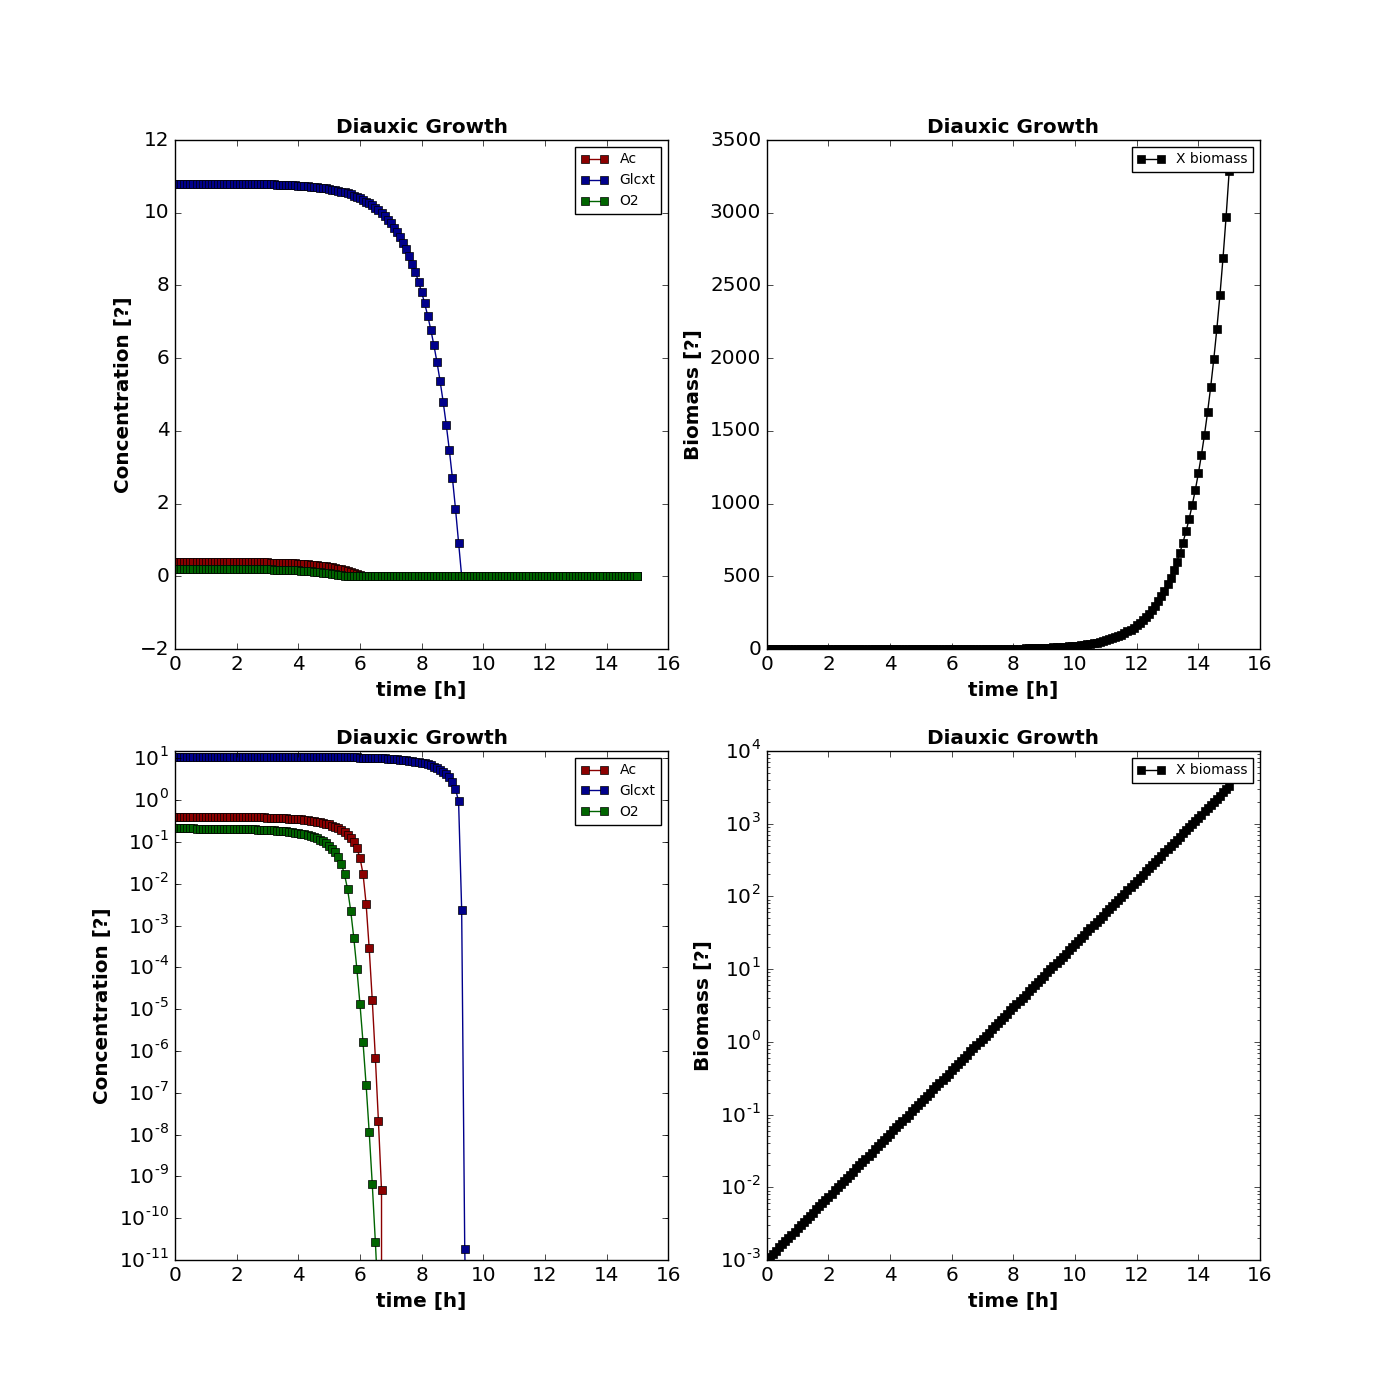 Diauxic Growth
12
10
8
6
4
2
0
−2
Concentration [?]
Ac
Glcxt
O2
0 2 4 6 8 10 12 14 16
time [h]
Diauxic Growth
3500
3000
2500
2000
1500
1000
500
0
Biomass [?]
X biomass
0 2 4 6 8 10 12 14 16
time [h]
Diauxic Growth
10^1
10^0
10^-1
10^-2
10^-3
10^-4
10^-5
10^-6
10^-7
10^-8
10^-9
10^-10
10^-11
Concentration [?]
Ac
Glcxt
O2
0 2 4 6 8 10 12 14 16
time [h]
Diauxic Growth
10^4
10^3
10^2
10^1
10^0
10^-1
10^-2
10^-3
Biomass [?]
X biomass
0 2 4 6 8 10 12 14 16
time [h]